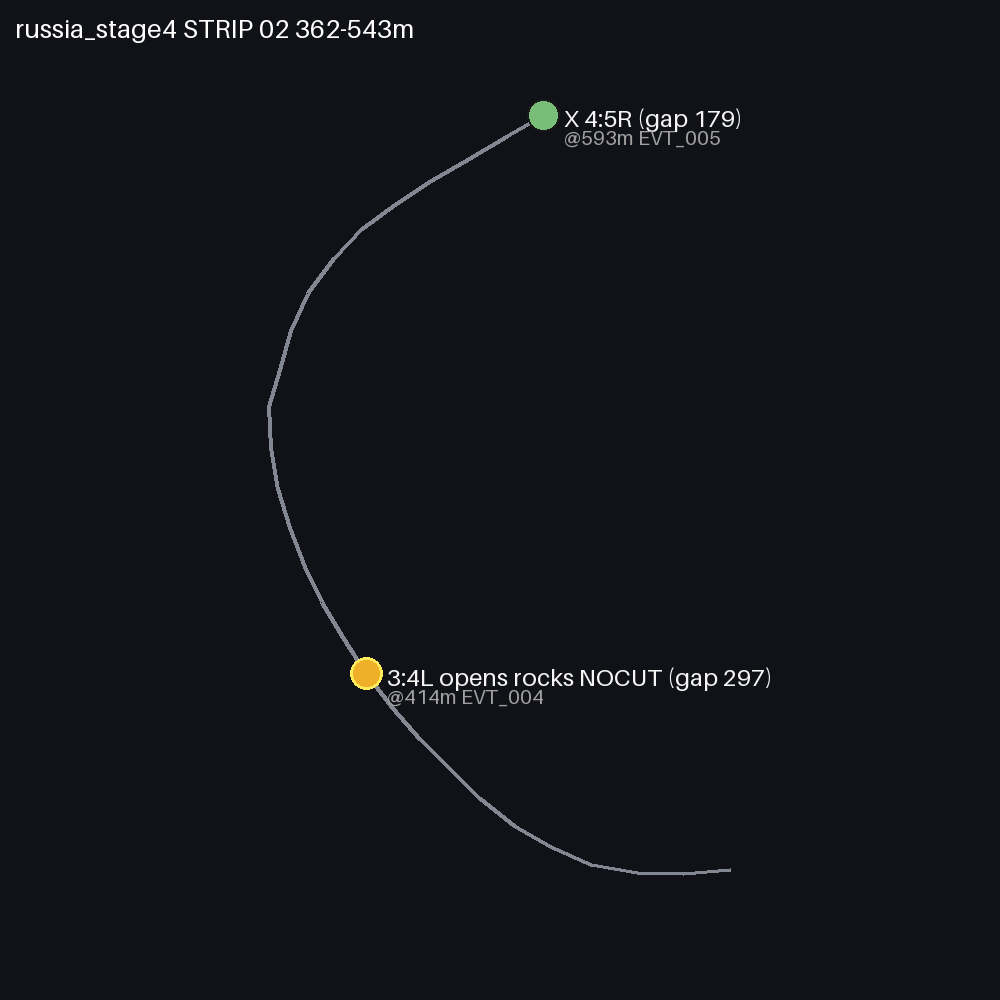 russia_stage4 STRIP 02 362-543m
X 4:5R (gap 179)
@593m EVT_005
3:4L opens rocks NOCUT (gap 297)
@414m EVT_004